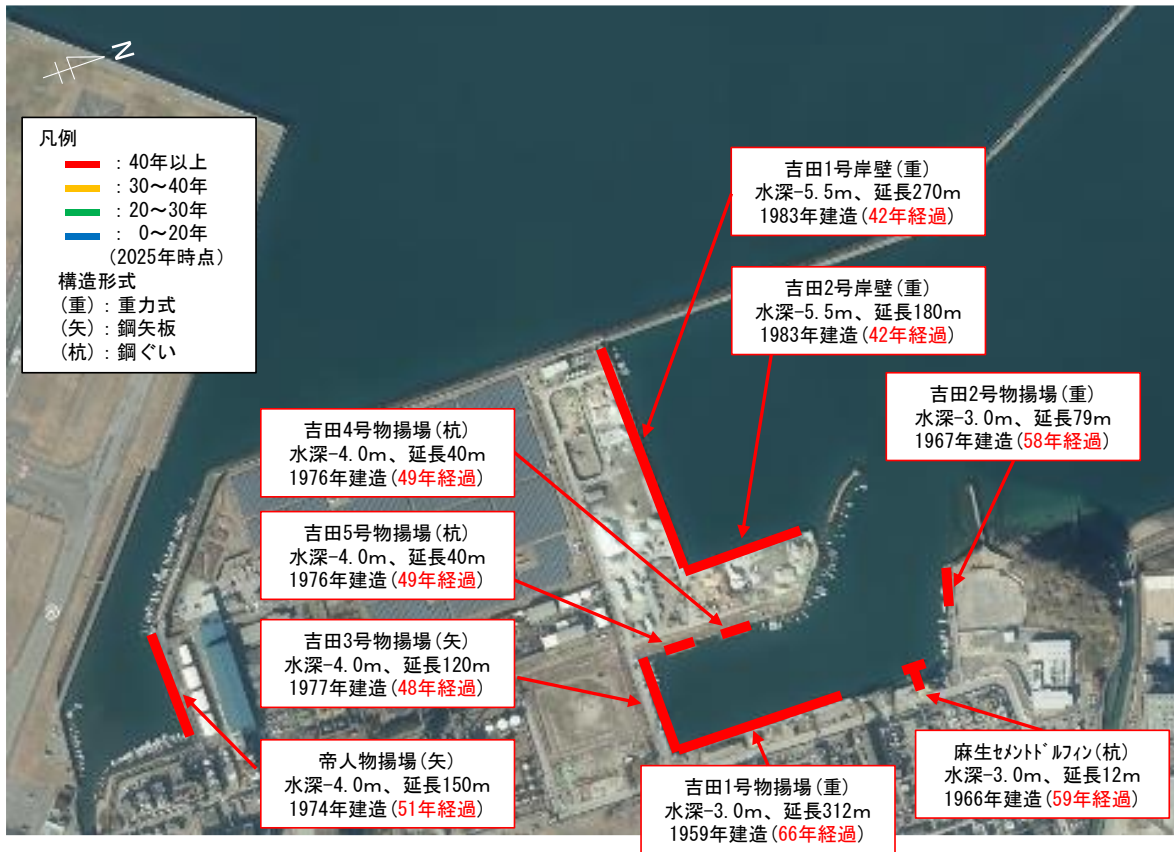 N
凡例
：40年以上
：30～40年
：20～30年
： 0～20年
(2025年時点)
構造形式
(重)：重力式
(矢)：鋼矢板
(杭)：鋼ぐい
吉田1号岸壁(重)
水深-5.5m、延長270m
1983年建造(42年経過)
吉田2号岸壁(重)
水深-5.5m、延長180m
1983年建造(42年経過)
吉田2号物揚場(重)
水深-3.0m、延長79m
1967年建造(58年経過)
吉田4号物揚場(杭)
水深-4.0m、延長40m
1976年建造(49年経過)
吉田5号物揚場(杭)
水深-4.0m、延長40m
1976年建造(49年経過)
吉田3号物揚場(矢)
水深-4.0m、延長120m
1977年建造(48年経過)
帝人物揚場(矢)
水深-4.0m、延長150m
1974年建造(51年経過)
吉田1号物揚場(重)
水深-3.0m、延長312m
1959年建造(66年経過)
麻生ｾﾒﾝﾄﾄﾞﾙﾌｨﾝ(杭)
水深-3.0m、延長12m
1966年建造(59年経過)